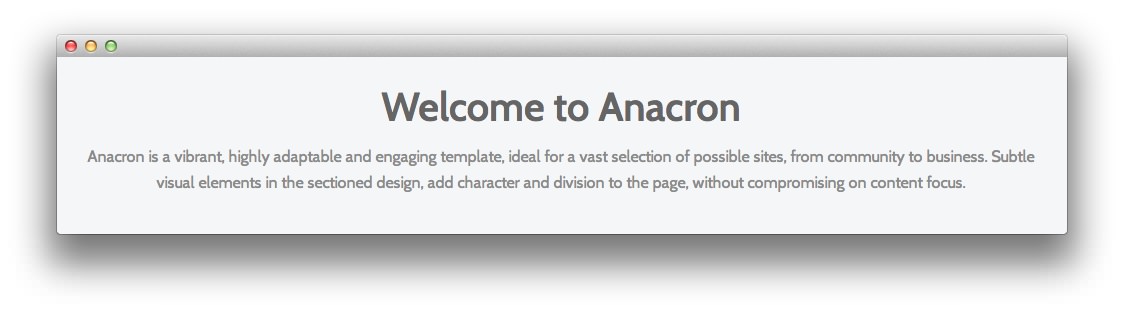 Welcome to Anacron
Anacron is a vibrant, highly adaptable and engaging template, ideal for a vast selection of possible sites, from community to business. Subtle
visual elements in the sectioned design, add character and division to the page, without compromising on content focus.